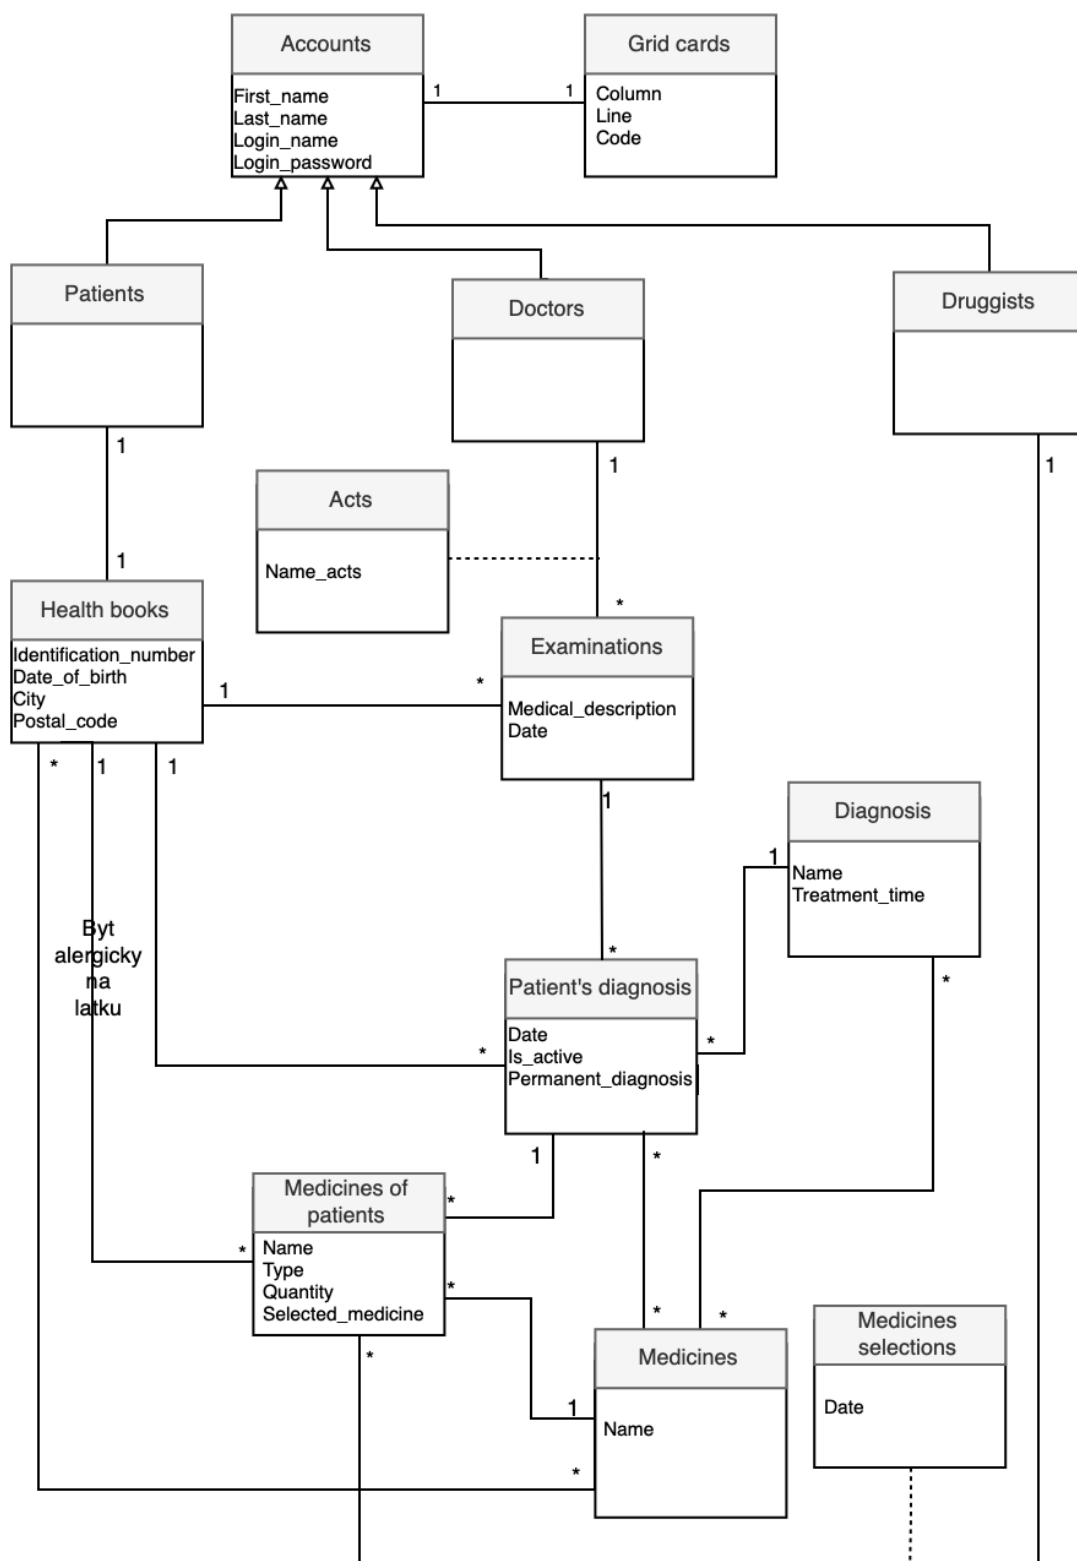 Accounts
First_name
Last_name
Login_name
Login_password
1
1
Grid cards
Column
Line
Code
Patients
Doctors
Druggists
1
1
1
Acts
Name_acts
1
*
Health books
Identification_number
Date_of_birth
City
Postal_code
1
*
Examinations
Medical_description
Date
*
1
1
1
Diagnosis
Name
Treatment_time
1
*
Byt
alergicky
na
latku
*
Patient's diagnosis
Date
Is_active
Permanent_diagnosis
*
*
1
*
Medicines of
patients
Name
Type
Quantity
Selected_medicine
*
*
*
*
*
*
Medicines
Name
1
*
Medicines
selections
Date